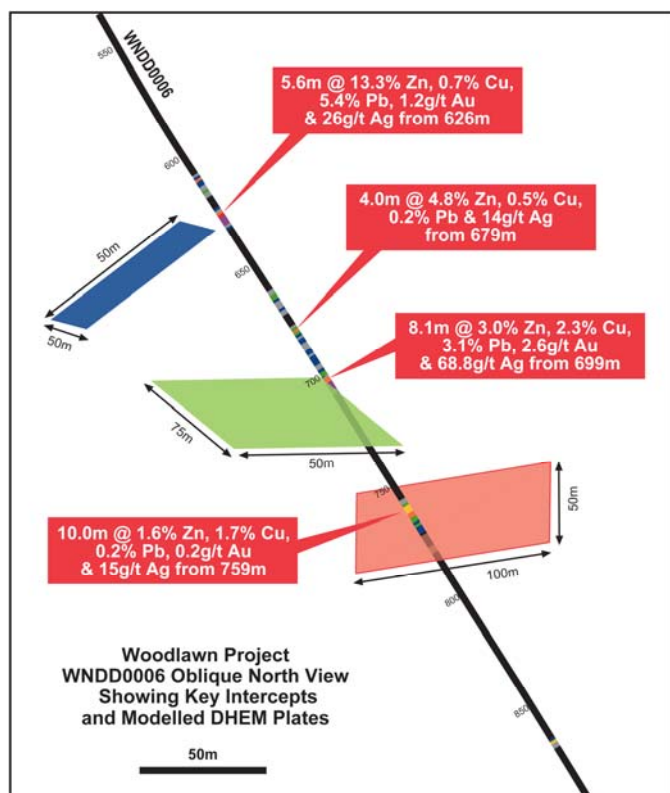 550
WNDD0006
5.6m @ 13.3% Zn, 0.7% Cu,
5.4% Pb, 1.2g/t Au
& 26g/t Ag from 626m
600
4.0m @ 4.8% Zn, 0.5% Cu,
0.2% Pb & 14g/t Ag
from 679m
50m
50m
650
8.1m @ 3.0% Zn, 2.3% Cu,
3.1% Pb, 2.6g/t Au
& 68.8g/t Ag from 699m
700
75m
50m
750
50m
100m
10.0m @ 1.6% Zn, 1.7% Cu,
0.2% Pb, 0.2g/t Au
& 15g/t Ag from 759m
800
850
Woodlawn Project
WNDD0006 Oblique North View
Showing Key Intercepts
and Modelled DHEM Plates
50m